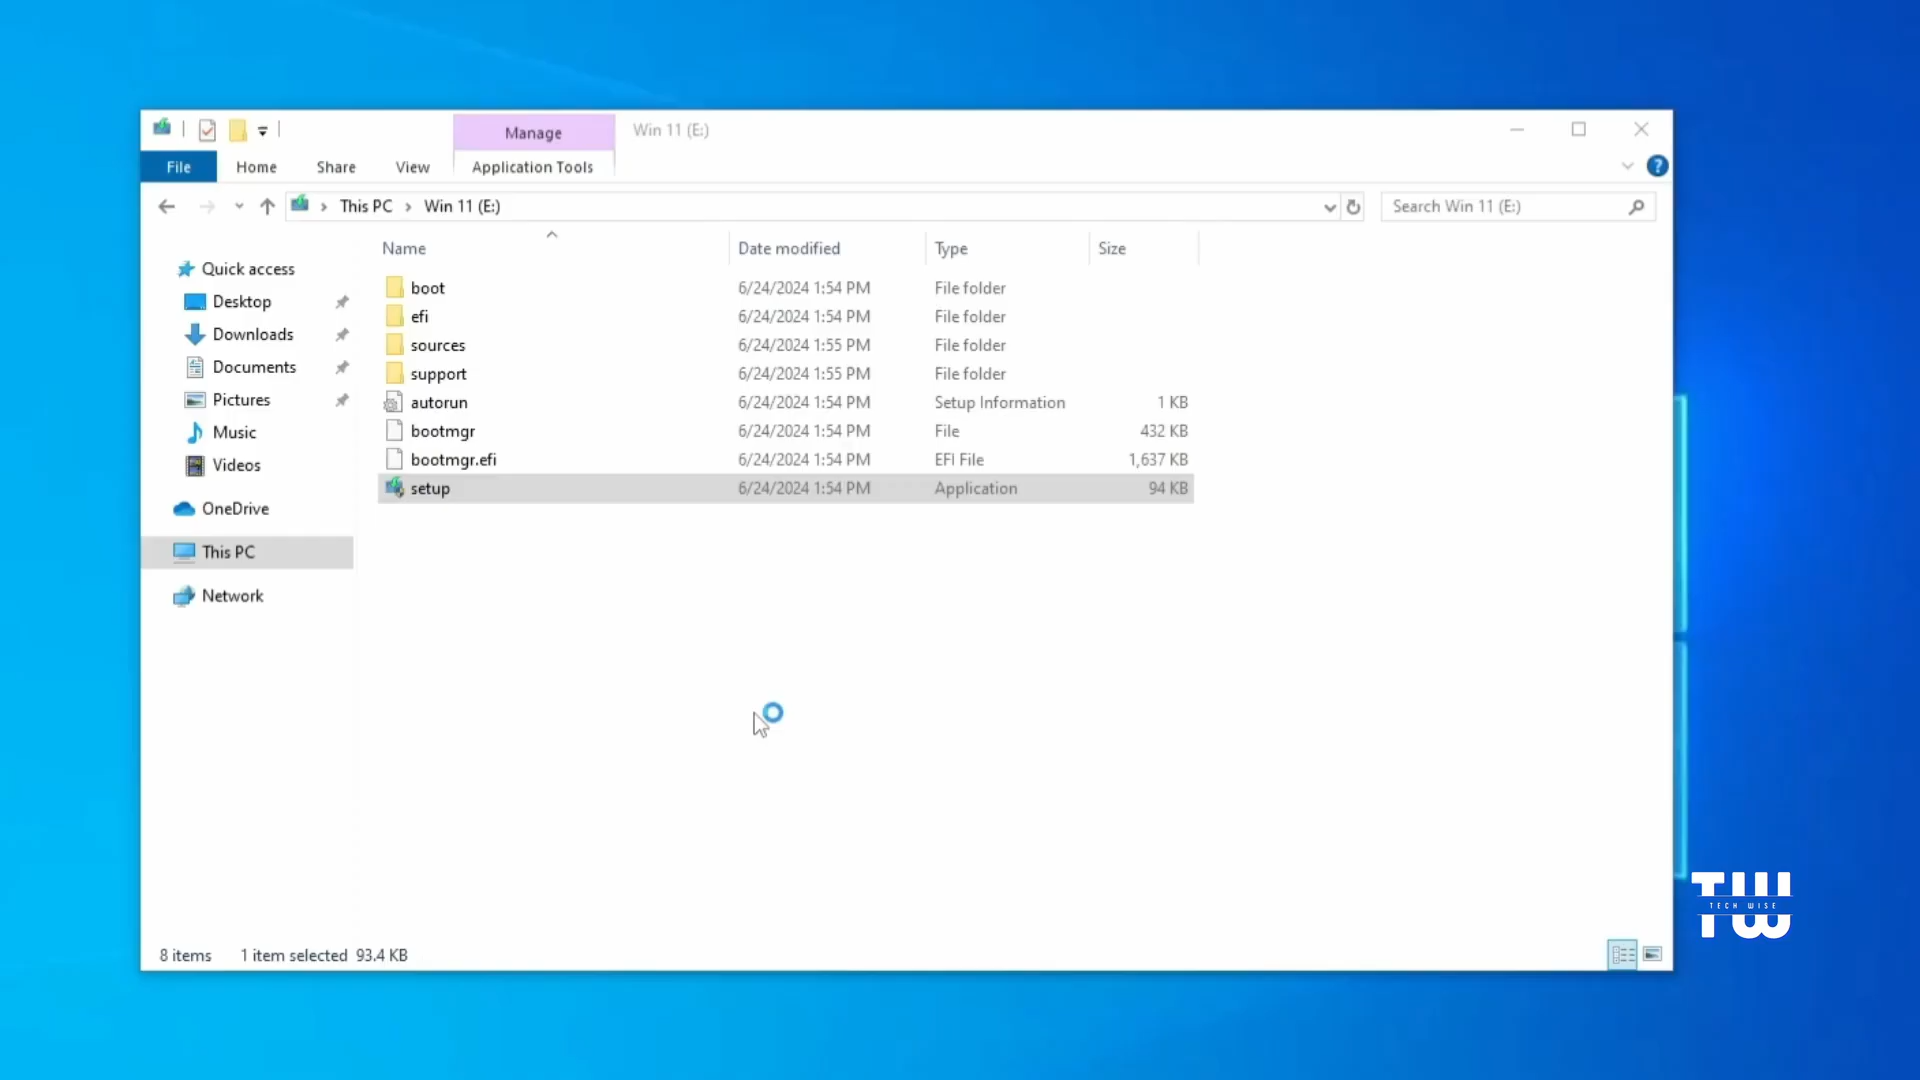 Manage
Win 11 (E:)
File
Home
Share
View
Application Tools
?
This PC > Win 11 (E:)
Search Win 11 (E:)
Name
Date modified
Type
Size
Quick access
Desktop
Downloads
Documents
Pictures
Music
Videos
OneDrive
This PC
Network
boot 6/24/2024 1:54 PM File folder
efi 6/24/2024 1:54 PM File folder
sources 6/24/2024 1:55 PM File folder
support 6/24/2024 1:55 PM File folder
autorun 6/24/2024 1:54 PM Setup Information 1 KB
bootmgr 6/24/2024 1:54 PM File 432 KB
bootmgr.efi 6/24/2024 1:54 PM EFI File 1,637 KB
setup 6/24/2024 1:54 PM Application 94 KB
8 items 1 item selected 93.4 KB
TW
TECH WISE